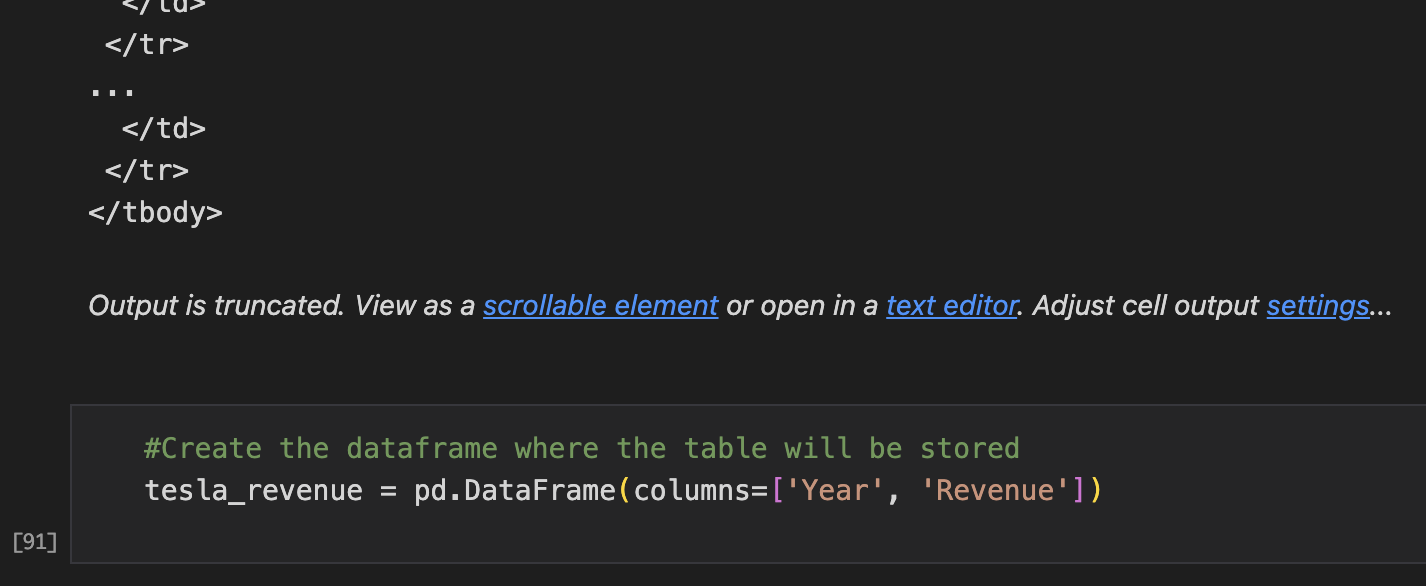 </td>
</tr>
...
</td>
</tr>
</tbody>
Output is truncated. View as a scrollable element or open in a text editor. Adjust cell output settings...
#Create the dataframe where the table will be stored
tesla_revenue = pd.DataFrame(columns=['Year', 'Revenue'])
[91]